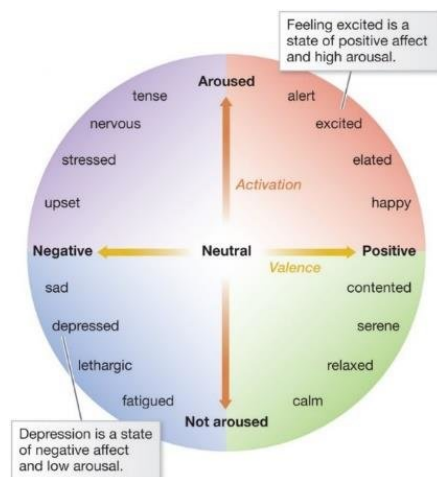 Feeling excited is a
state of positive affect
and high arousal.
Aroused
tense
alert
nervous
excited
stressed
elated
Activation
upset
happy
Negative
Neutral
Positive
Valence
sad
contented
depressed
serene
lethargic
relaxed
fatigued
calm
Not aroused
Depression is a state
of negative affect
and low arousal.